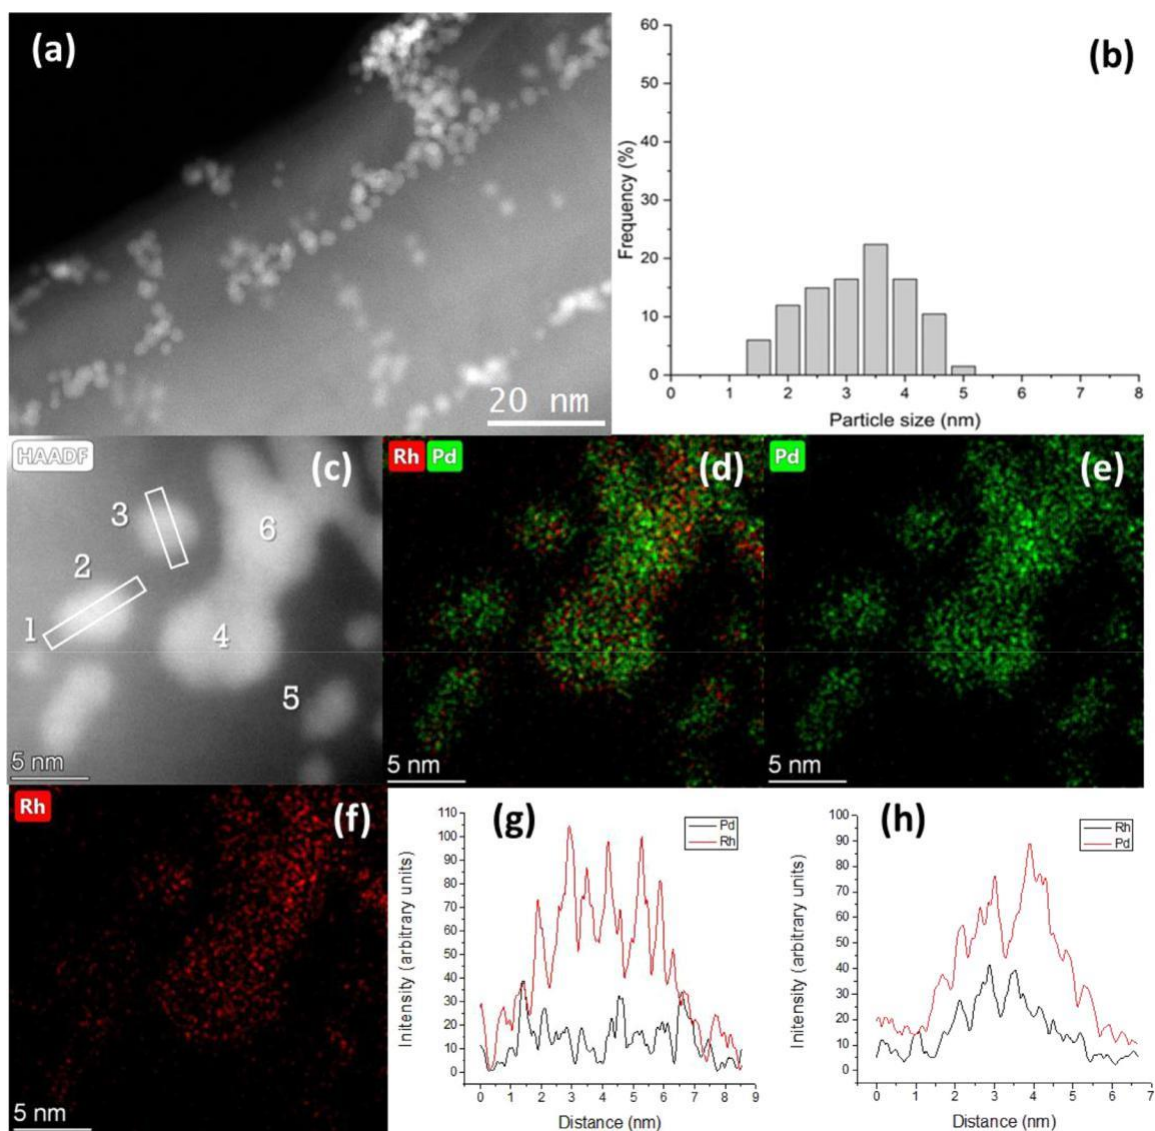 (a)
20 nm
(b)
60
50
40
30
20
10
0
Frequency (%)
0 1 2 3 4 5 6 7 8
Particle size (nm)
HAADF
(c)
3
6
2
1
4
5
5 nm
Rh Pd
(d)
5 nm
Pd
(e)
5 nm
Rh
(f)
5 nm
(g)
Pd
Rh
110
100
90
80
70
60
50
40
30
20
10
0
Initensity (arbitrary units)
0 1 2 3 4 5 6 7 8 9
Distance (nm)
(h)
Rh
Pd
100
90
80
70
60
50
40
30
20
10
0
Initensity (arbitrary units)
0 1 2 3 4 5 6 7
Distance (nm)